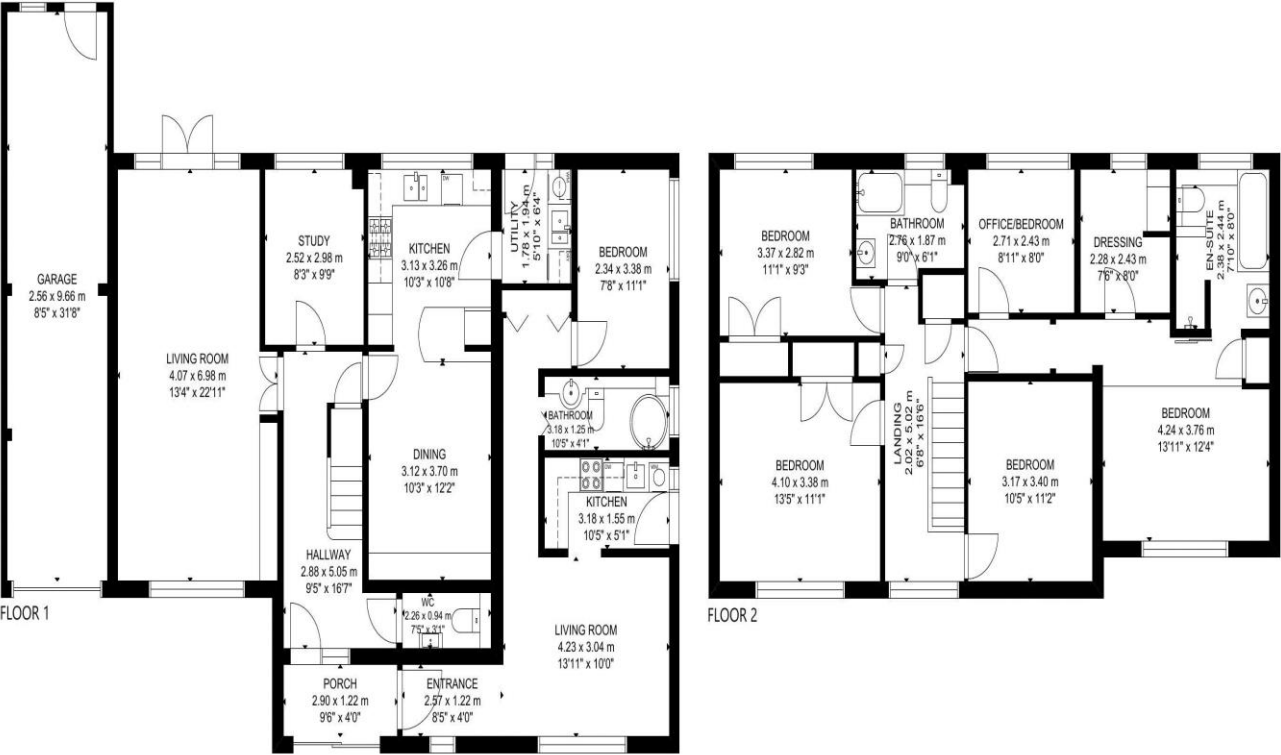 GARAGE
2.56 x 9.66 m
8'5" x 31'8"
LIVING ROOM
4.07 x 6.98 m
13'4" x 22'11"
STUDY
2.52 x 2.98 m
8'3" x 9'9"
KITCHEN
3.13 x 3.26 m
10'3" x 10'8"
DW
UTILITY
1.78 x 1.94 m
5'10" x 6'4"
BEDROOM
2.34 x 3.38 m
7'8" x 11'1"
BATHROOM
3.18 x 1.25 m
10'5" x 4'1"
KITCHEN
3.18 x 1.55 m
10'5" x 5'1"
DINING
3.12 x 3.70 m
10'3" x 12'2"
HALLWAY
2.88 x 5.05 m
9'5" x 16'7"
WC
2.26 x 0.94 m
7'5" x 3'1"
LIVING ROOM
4.23 x 3.04 m
13'11" x 10'0"
PORCH
2.90 x 1.22 m
9'6" x 4'0"
ENTRANCE
2.57 x 1.22 m
8'5" x 4'0"
FLOOR 1
BEDROOM
3.37 x 2.82 m
11'1" x 9'3"
BATHROOM
2.76 x 1.87 m
9'0" x 6'1"
OFFICE/BEDROOM
2.71 x 2.43 m
8'11" x 8'0"
DRESSING
2.28 x 2.43 m
7'6" x 8'0"
EN-SUITE
2.38 x 2.44 m
7'10" x 8'0"
BEDROOM
4.10 x 3.38 m
13'5" x 11'1"
LANDING
2.02 x 5.02 m
6'8" x 16'6"
BEDROOM
3.17 x 3.40 m
10'5" x 11'2"
BEDROOM
4.24 x 3.76 m
13'11" x 12'4"
FLOOR 2